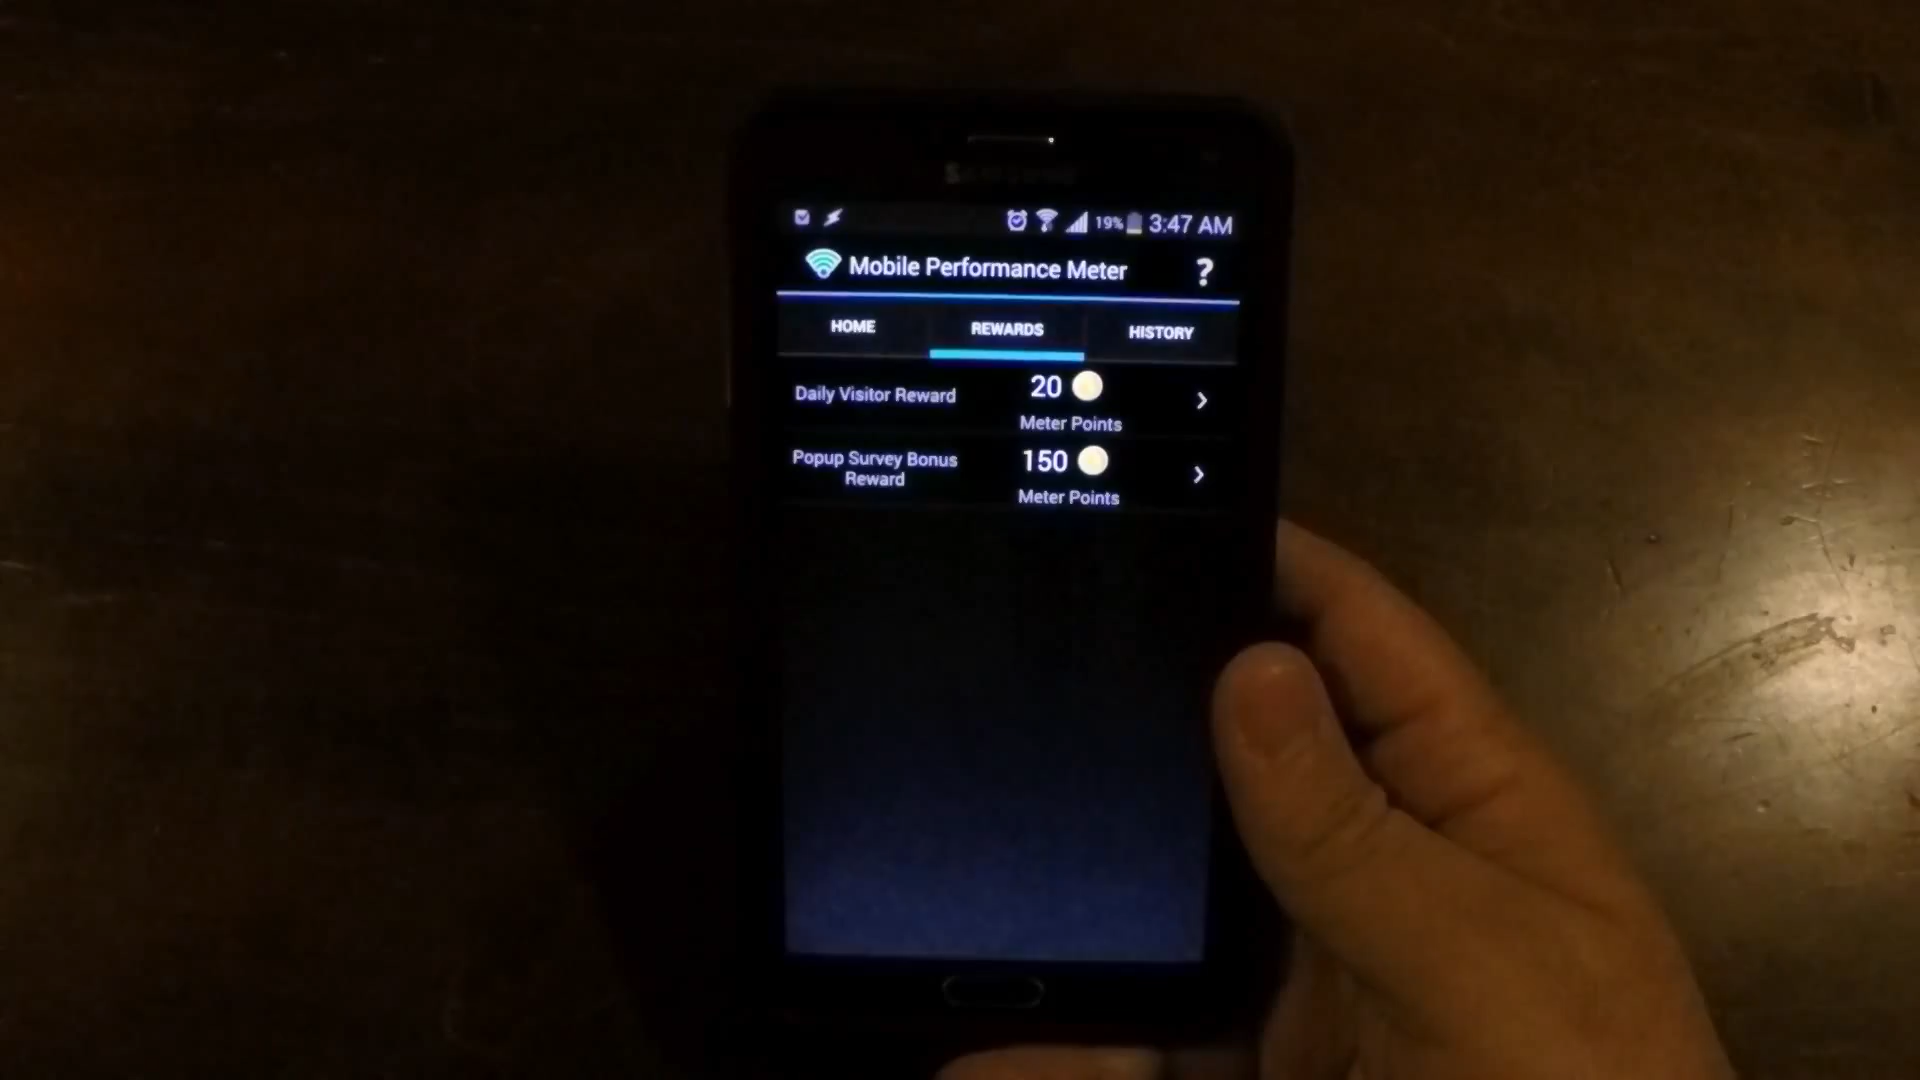 SAMSUNG
19% 3:47 AM
Mobile Performance Meter ?
HOME REWARDS HISTORY
Daily Visitor Reward
20
Meter Points
Popup Survey Bonus
Reward
150
Meter Points